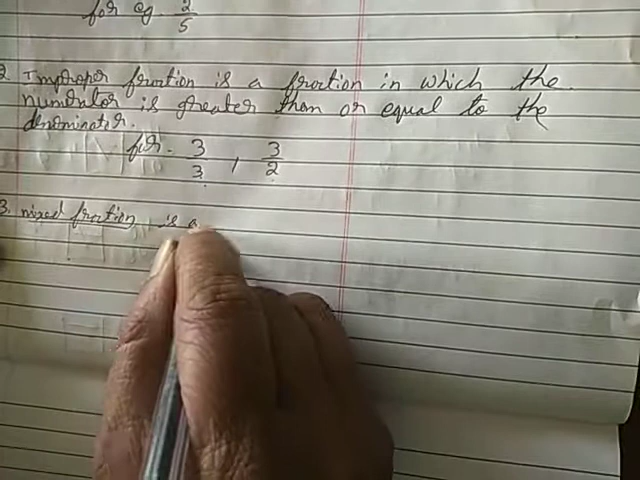 for eg. 2/5
2. Improper fraction is a fraction in which the
numerator is greater than or equal to the
denominator.
for. 3/3 , 3/2
3. mixed fraction is a